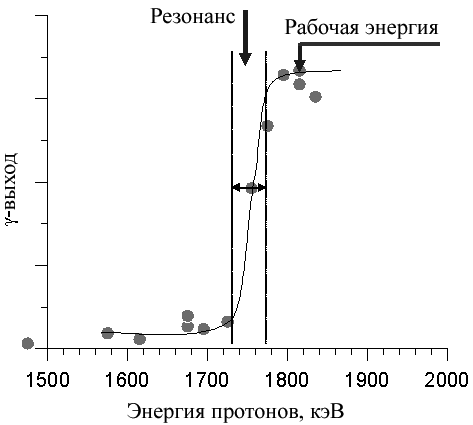 Резонанс
Рабочая энергия
γ-выход
1500 1600 1700 1800 1900 2000
Энергия протонов, кэВ